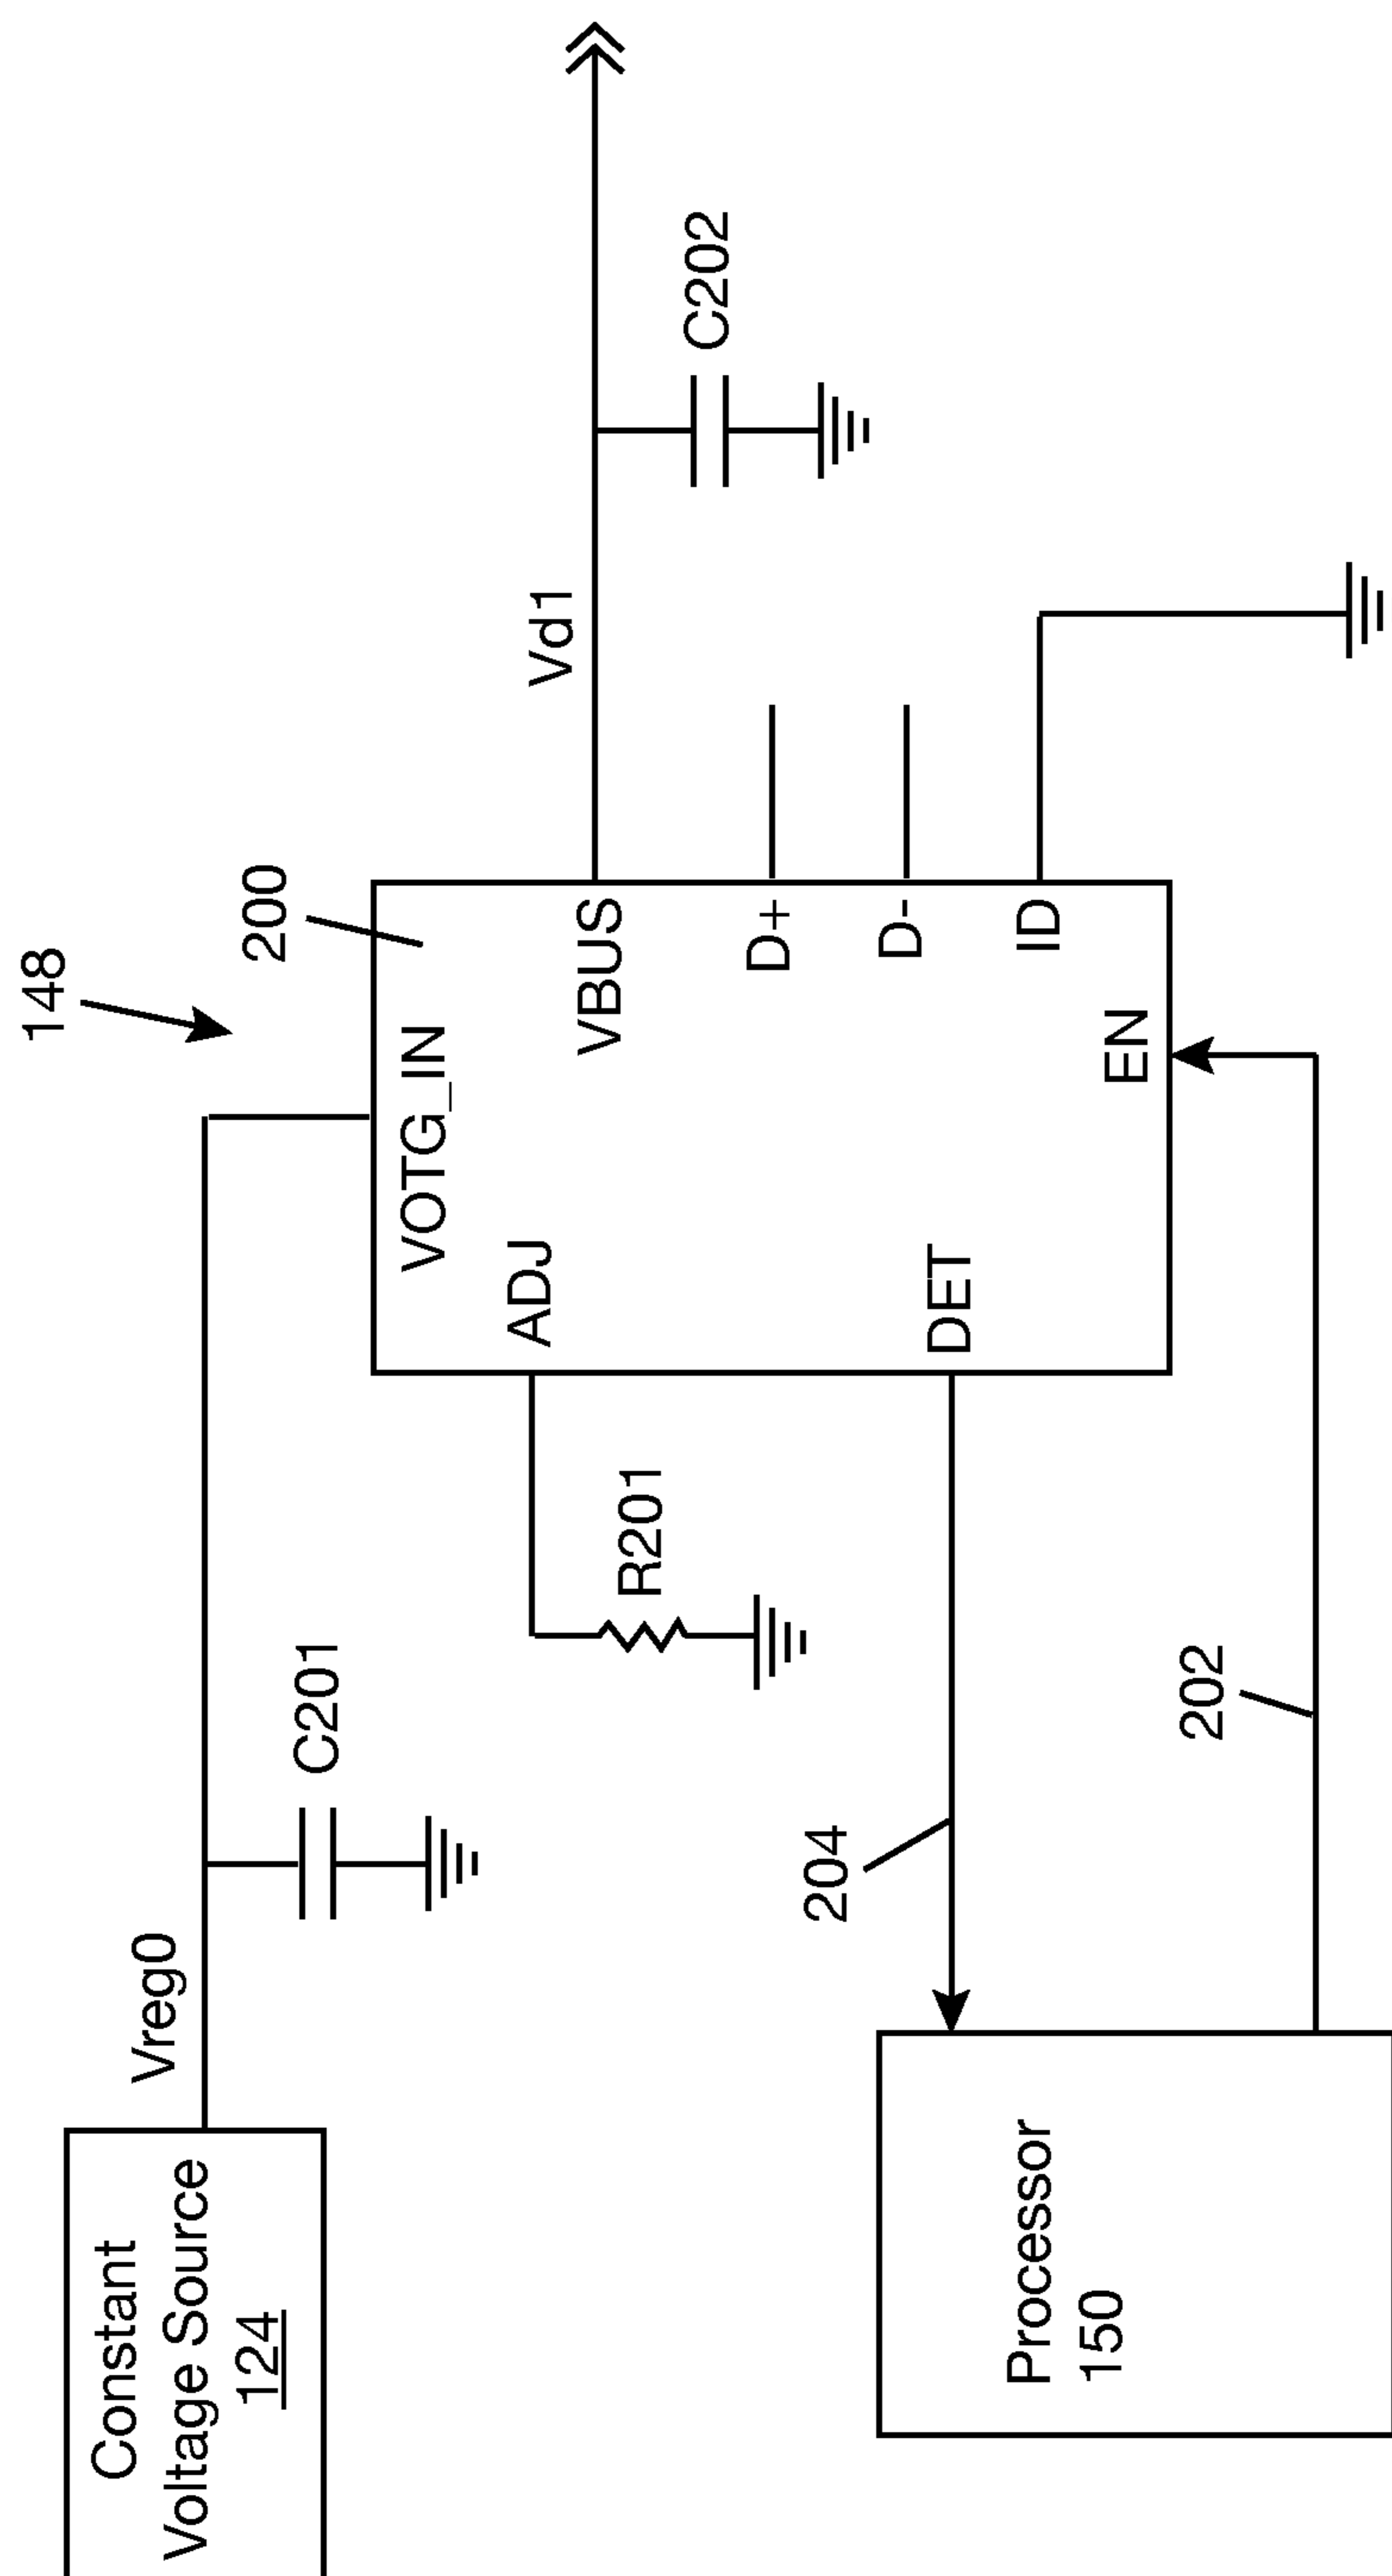 148
200
Constant
Voltage Source
124
Vreg0
C201
VOTG_IN
ADJ
VBUS
Vd1
C202
R201
D+
D-
DET
ID
EN
204
202
Processor
150